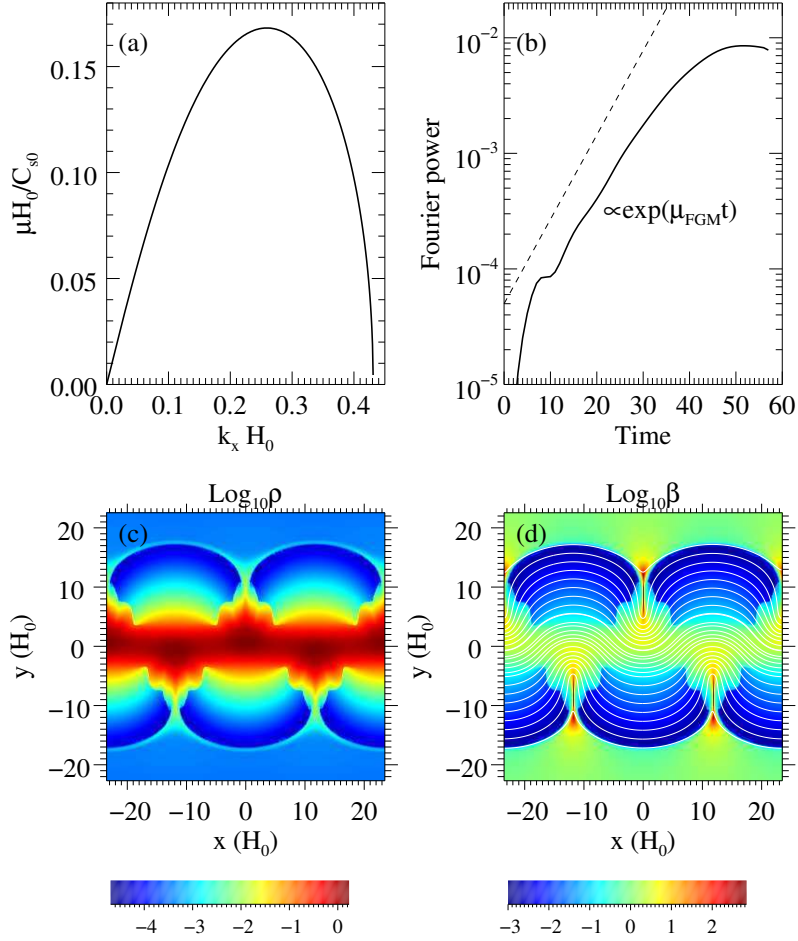 (a)
μH₀/C_s0
0.15
0.10
0.05
0.00
0.0 0.1 0.2 0.3 0.4
k_x H₀
(b)
Fourier power
10⁻²
10⁻³
10⁻⁴
10⁻⁵
∝exp(μ_FGM t)
0 10 20 30 40 50 60
Time
Log₁₀ρ
(c)
y (H₀)
20
10
0
−10
−20
−20 −10 0 10 20
x (H₀)
−4 −3 −2 −1 0
Log₁₀β
(d)
y (H₀)
20
10
0
−10
−20
−20 −10 0 10 20
x (H₀)
−3 −2 −1 0 1 2